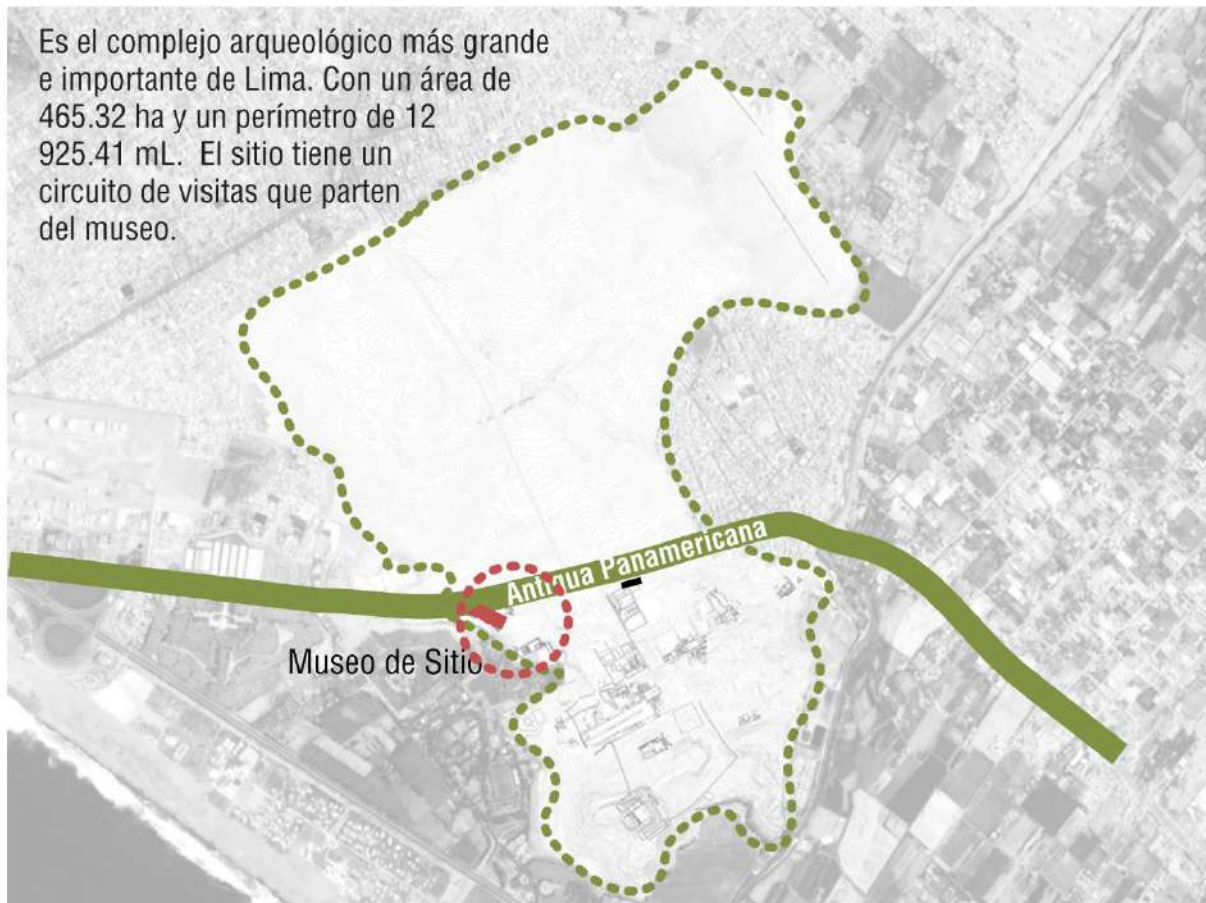 Es el complejo arqueológico más grande
e importante de Lima. Con un área de
465.32 ha y un perímetro de 12
925.41 mL. El sitio tiene un
circuito de visitas que parten
del museo.
Antigua Panamericana
Museo de Sitio